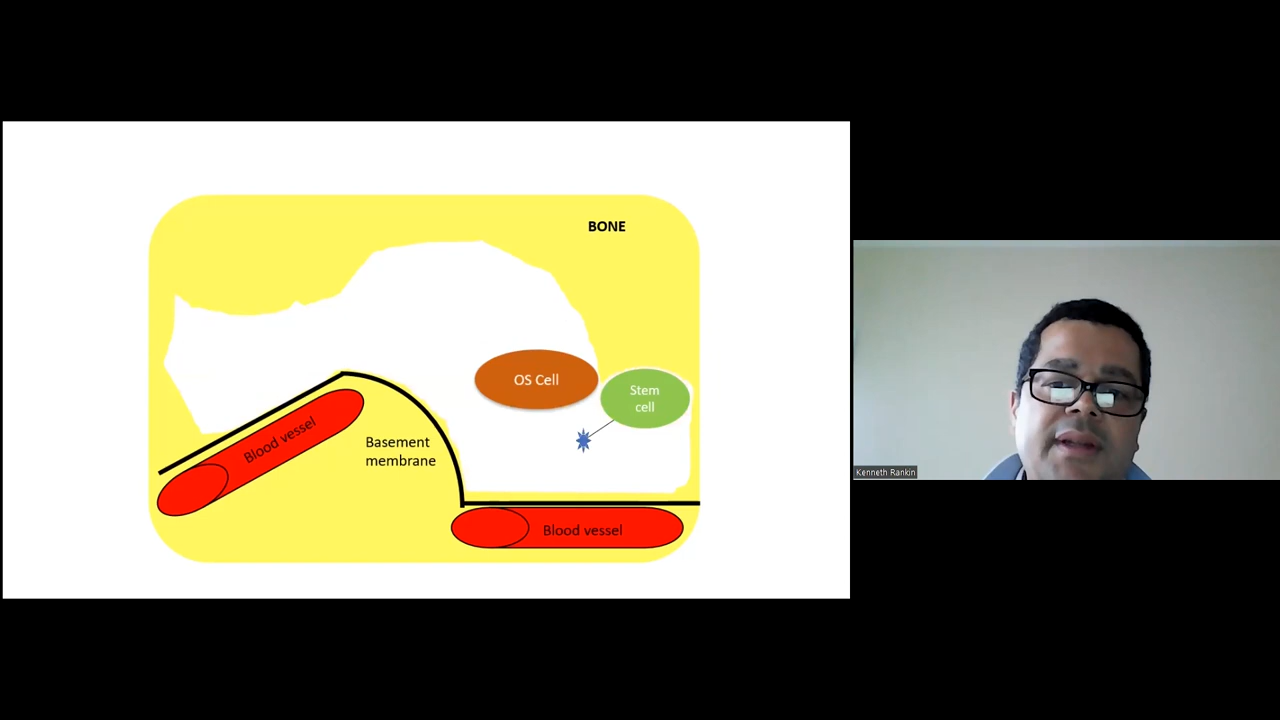 BONE
OS Cell
Stem
cell
Blood vessel
Basement
membrane
Blood vessel
Kenneth Rankin